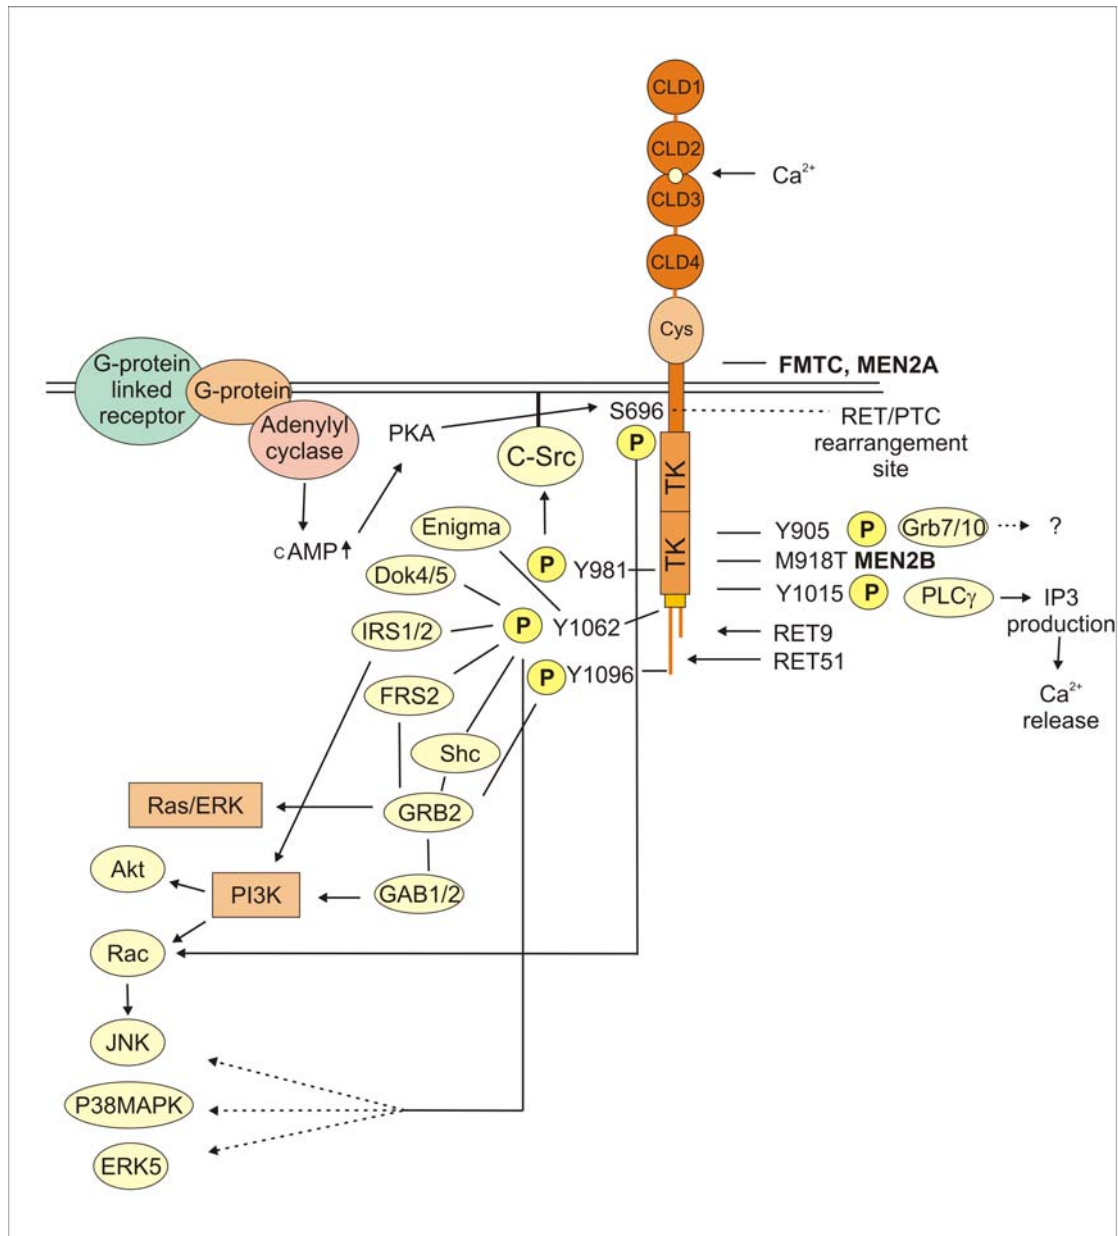 CLD1
CLD2
Ca²⁺
CLD3
CLD4
Cys
FMTC, MEN2A
G-protein
linked
receptor
G-protein
Adenylyl
cyclase
PKA
S696
P
RET/PTC
rearrangement
site
C-Src
TK
TK
cAMP
Enigma
Y905 P Grb7/10 ?
M918T MEN2B
Dok4/5
P Y981
Y1015 P PLCγ IP3
production
IRS1/2
P Y1062
RET9
RET51
FRS2
P Y1096
Ca²⁺
release
Shc
Ras/ERK
GRB2
Akt
PI3K
GAB1/2
Rac
JNK
P38MAPK
ERK5